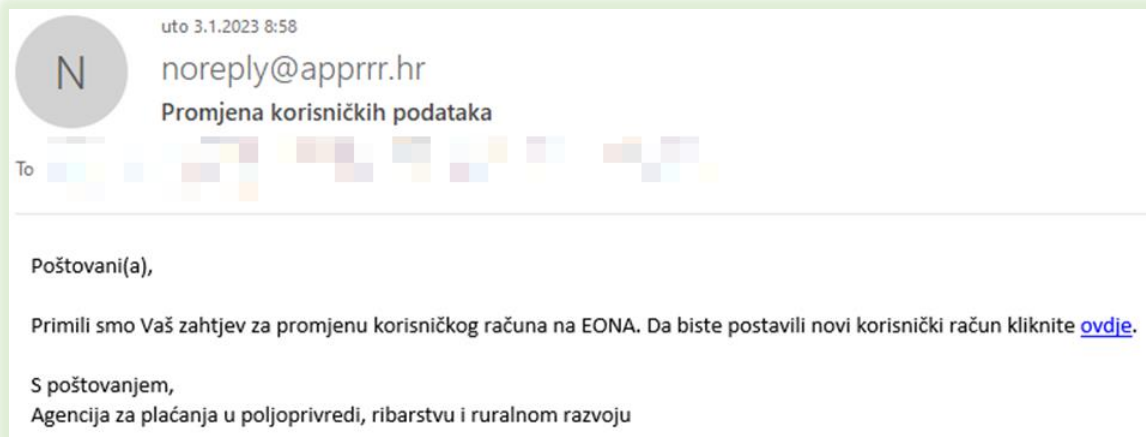 uto 3.1.2023 8:58
N
noreply@apprrr.hr
Promjena korisničkih podataka
To
Poštovani(a),
Primili smo Vaš zahtjev za promjenu korisničkog računa na EONA. Da biste postavili novi korisnički račun kliknite ovdje.
S poštovanjem,
Agencija za plaćanja u poljoprivredi, ribarstvu i ruralnom razvoju